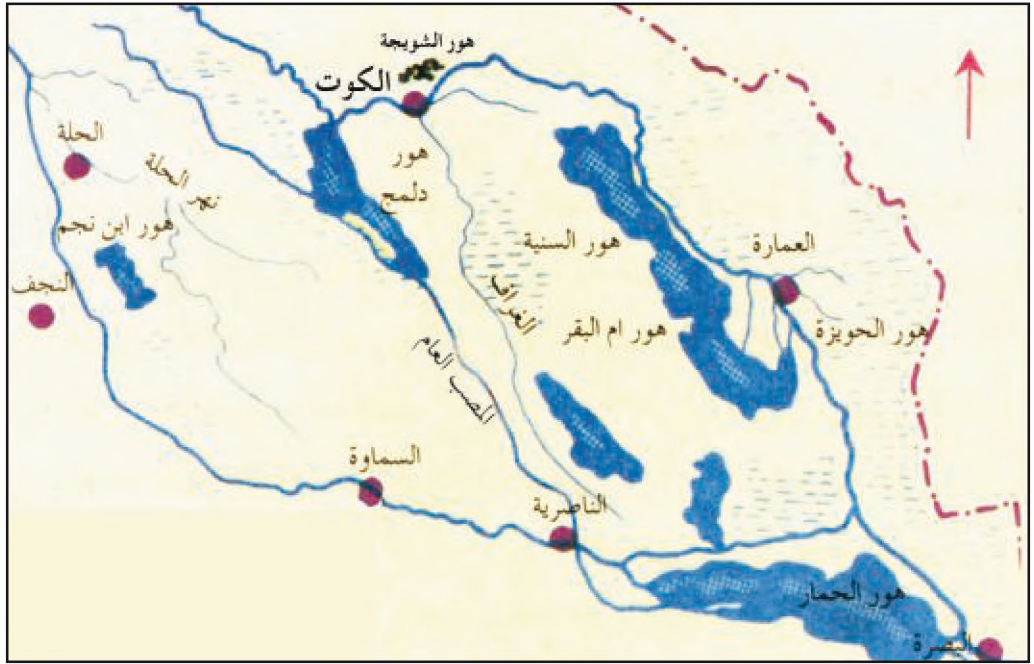 هور الشويجة
الكوت
الحلة
نهر الحلة
هور
دلمج
هور ابن نجم
هور السنية
العمارة
النجف
الغراف
هور ام البقر
هور الحويزة
المصب العام
السماوة
الناصرية
هور الحمار
البصرة